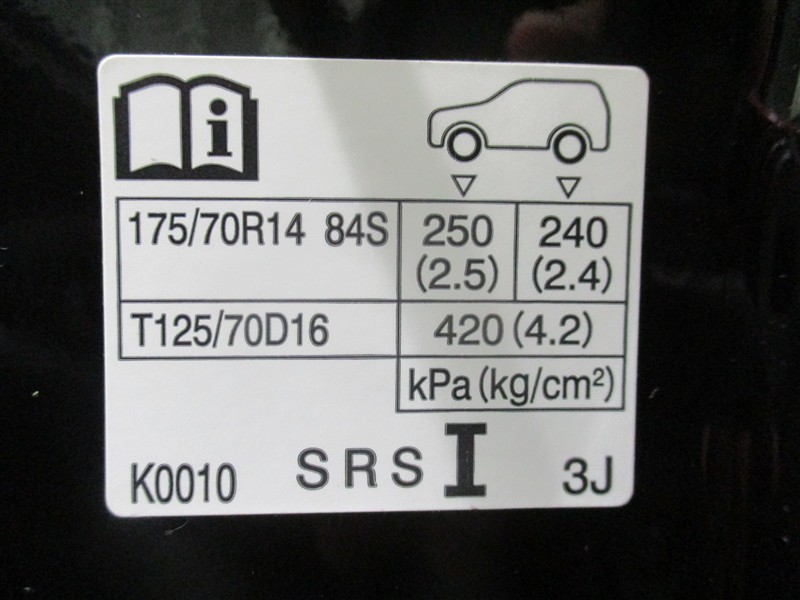 i
175/70R14 84S 250 (2.5) 240 (2.4)
T125/70D16 420 (4.2)
kPa (kg/cm²)
K0010 SRS I 3J